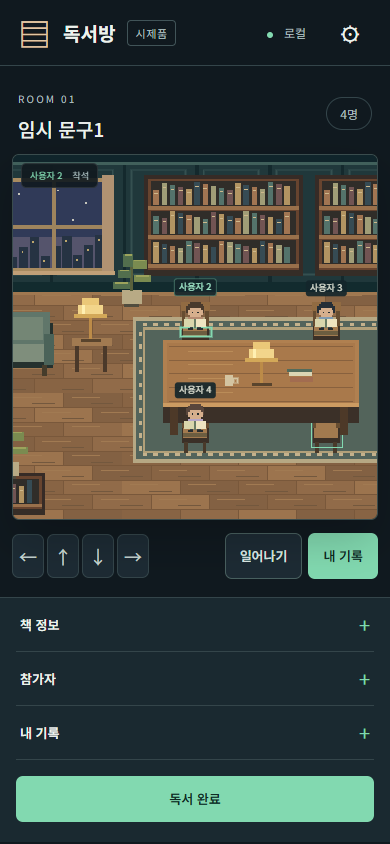 독서방 시제품 로컬
ROOM 01
임시 문구1
4명
사용자 2 착석
사용자 2
사용자 3
사용자 4
← ↑ ↓ →
일어나기 내 기록
책 정보 +
참가자 +
내 기록 +
독서 완료